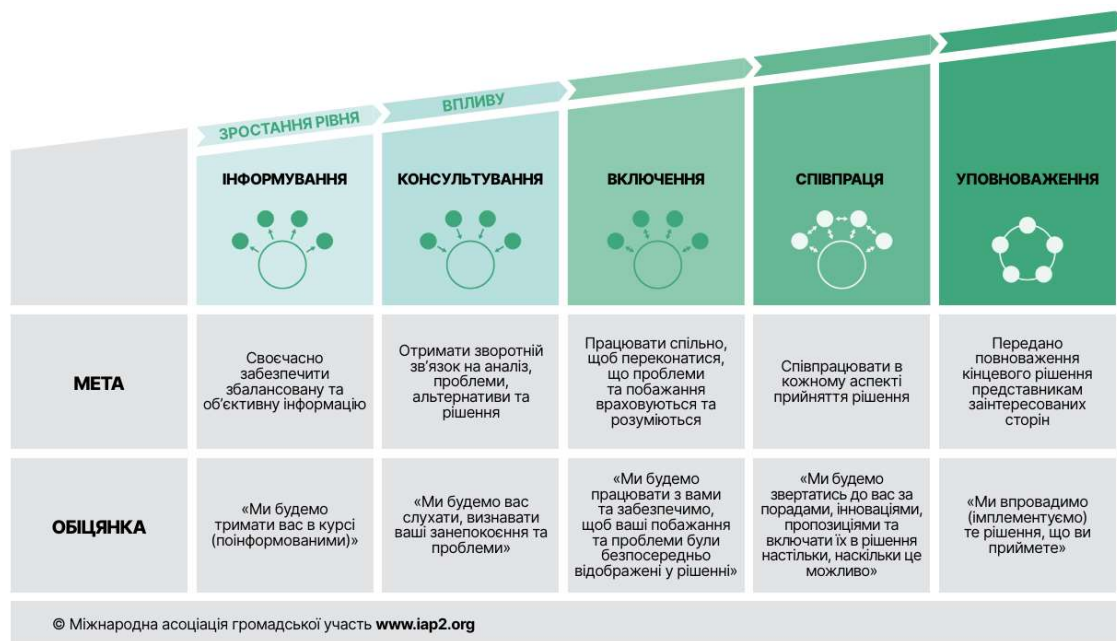 ЗРОСТАННЯ РІВНЯ
ВПЛИВУ
ІНФОРМУВАННЯ
КОНСУЛЬТУВАННЯ
ВКЛЮЧЕННЯ
СПІВПРАЦЯ
УПОВНОВАЖЕННЯ
МЕТА
Своєчасно
забезпечити
збалансовану та
об’єктивну інформацію
Отримати зворотній
зв’язок на аналіз,
проблеми,
альтернативи та
рішення
Працювати спільно,
щоб переконатися,
що проблеми
та побажання
враховуються та
розуміються
Співпрацювати в
кожному аспекті
прийняття рішення
Передано
повноваження
кінцевого рішення
представникам
заінтересованих
сторін
ОБІЦЯНКА
«Ми будемо
тримати вас в курсі
(поінформованими)»
«Ми будемо вас
слухати, визнавати
ваші занепокоєння та
проблеми»
«Ми будемо
працювати з вами
та забезпечимо,
щоб ваші побажання
та проблеми були
безпосередньо
відображені у рішенні»
«Ми будемо
звертатись до вас за
порадами, інноваціями,
пропозиціями та
включати їх в рішення
настільки, наскільки це
можливо»
«Ми впровадимо
(імплементуємо)
те рішення, що ви
приймете»
© Міжнародна асоціація громадської участь www.iap2.org